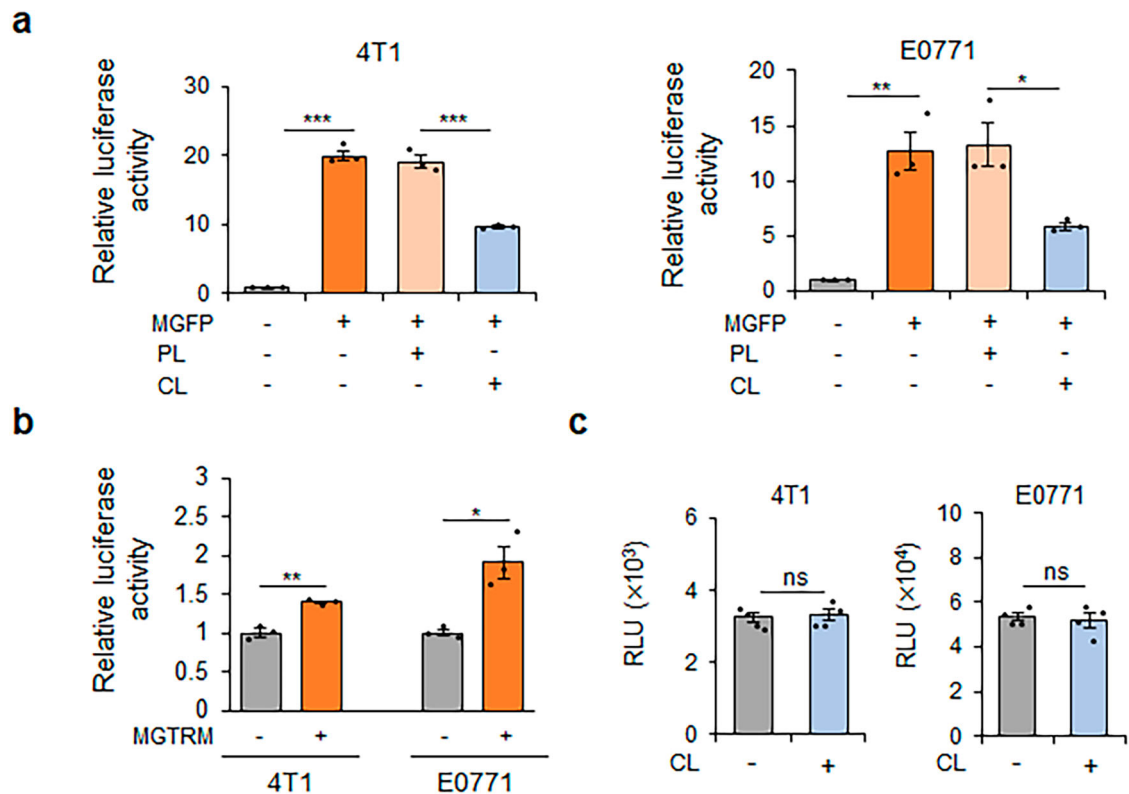 a
4T1
Relative luciferase
activity
30
20
10
0
***
***
MGFP - + + +
PL - - + -
CL - - - +
E0771
Relative luciferase
activity
20
15
10
5
0
**
*
MGFP - + + +
PL - - + -
CL - - - +
b
Relative luciferase
activity
3
2.5
2
1.5
1
0.5
0
**
*
MGTRM - + - +
4T1 E0771
c
4T1
RLU (×10³)
6
4
2
0
ns
CL - +
E0771
RLU (×10⁴)
10
8
6
4
2
0
ns
CL - +